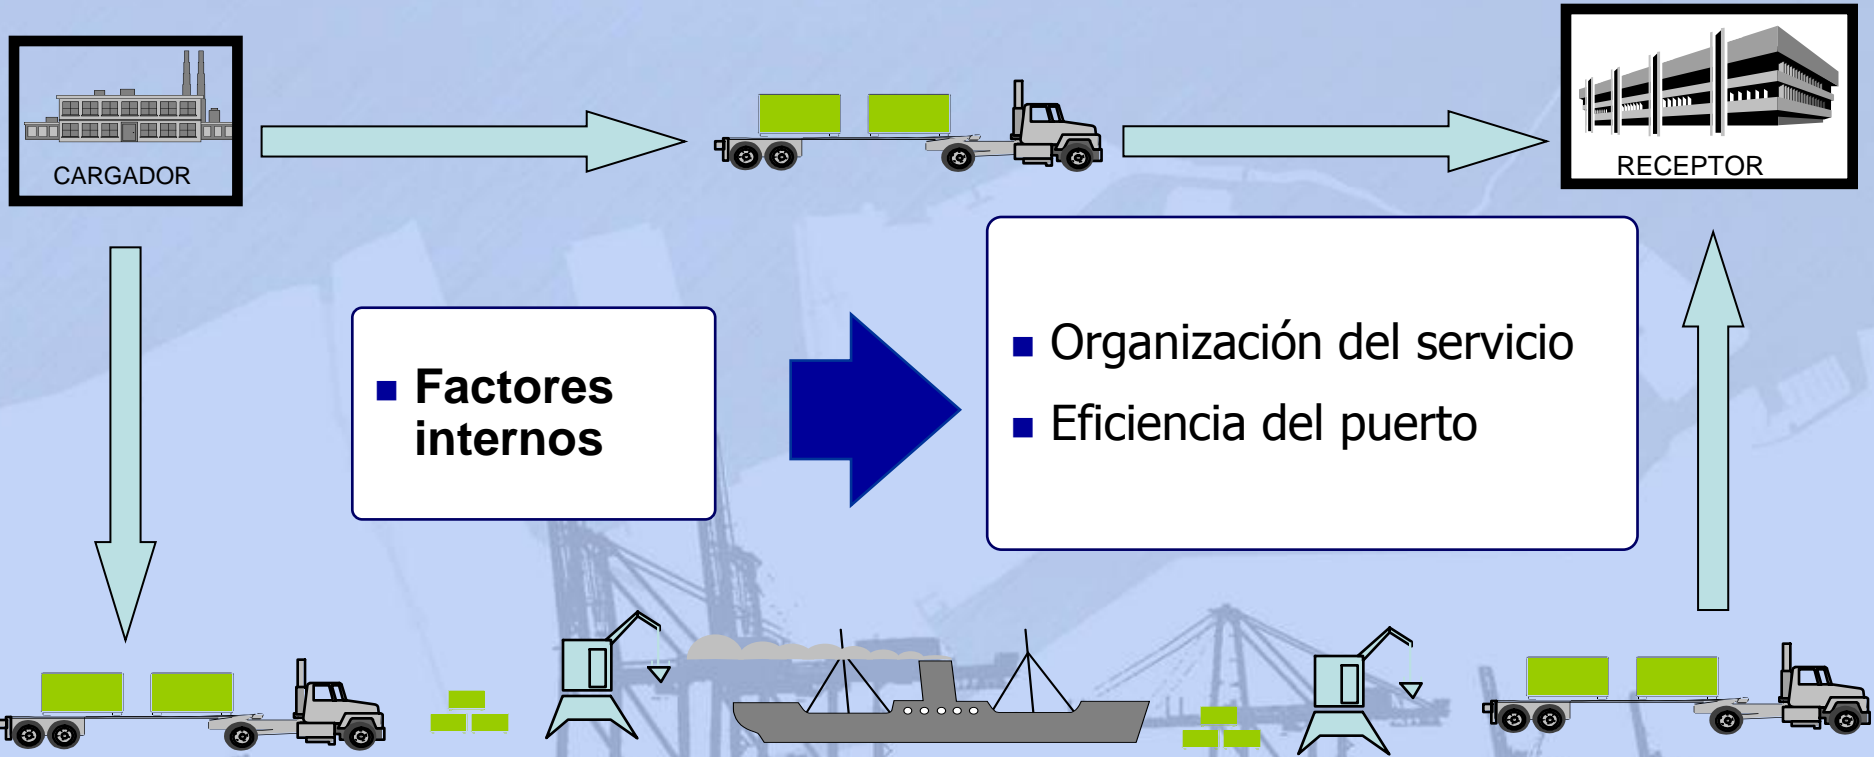 CARGADOR
RECEPTOR
Factores
internos
Organización del servicio
Eficiencia del puerto